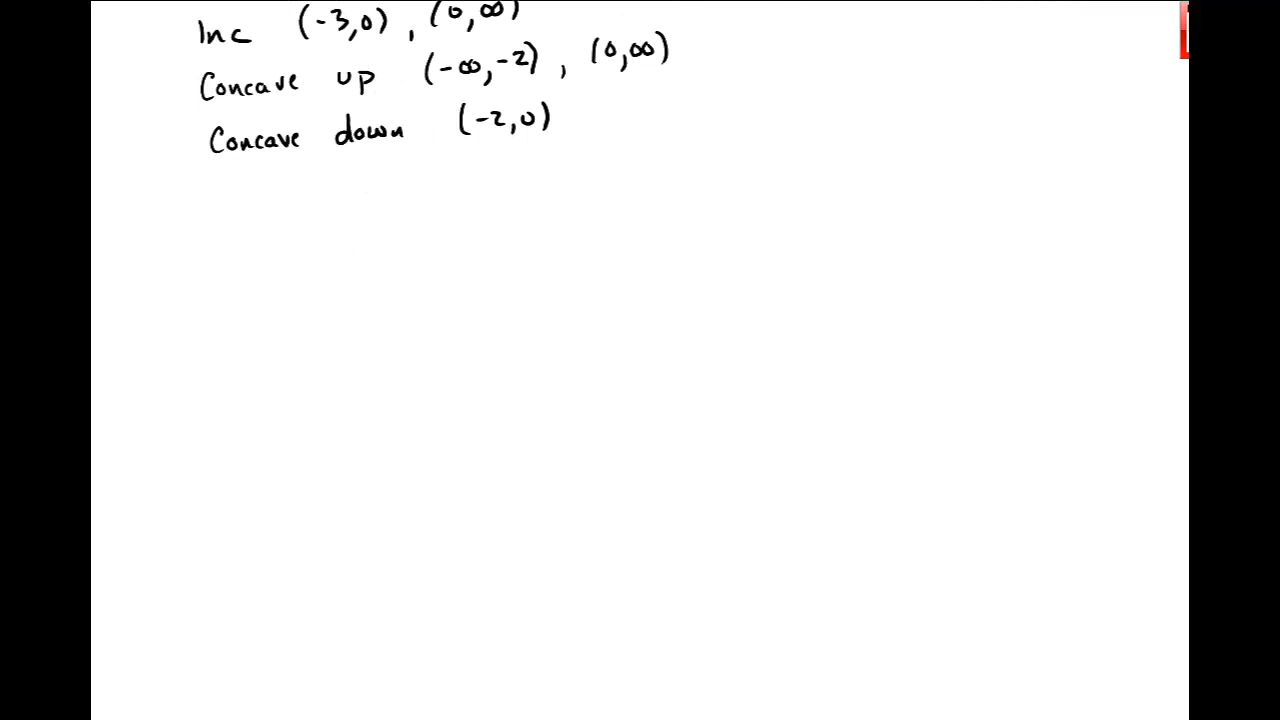 Inc (-3,0) , (0,∞)
Concave up (-∞,-2) , (0,∞)
Concave down (-2,0)